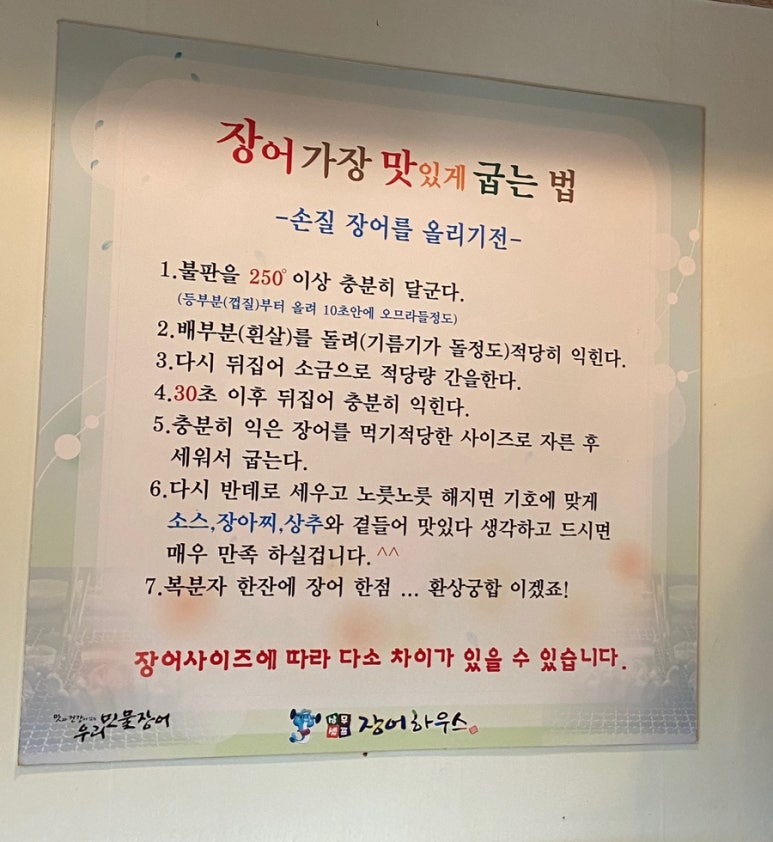 장어 가장 맛있게 굽는 법
-손질 장어를 올리기전-
1.불판을 250° 이상 충분히 달군다.
(등부분(껍질)부터 올려 10초안에 오므라들정도)
2.배부분(흰살)를 돌려(기름기가 돌정도)적당히 익힌다.
3.다시 뒤집어 소금으로 적당량 간을한다.
4.30초 이후 뒤집어 충분히 익힌다.
5.충분히 익은 장어를 먹기적당한 사이즈로 자른 후
세워서 굽는다.
6.다시 반데로 세우고 노릇노릇 해지면 기호에 맞게
소스,장아찌,상추와 곁들어 맛있다 생각하고 드시면
매우 만족 하실겁니다. ^^
7.복분자 한잔에 장어 한점 ... 환상궁합 이겠죠!
장어사이즈에 따라 다소 차이가 있을 수 있습니다.
우리민물장어
장어하우스